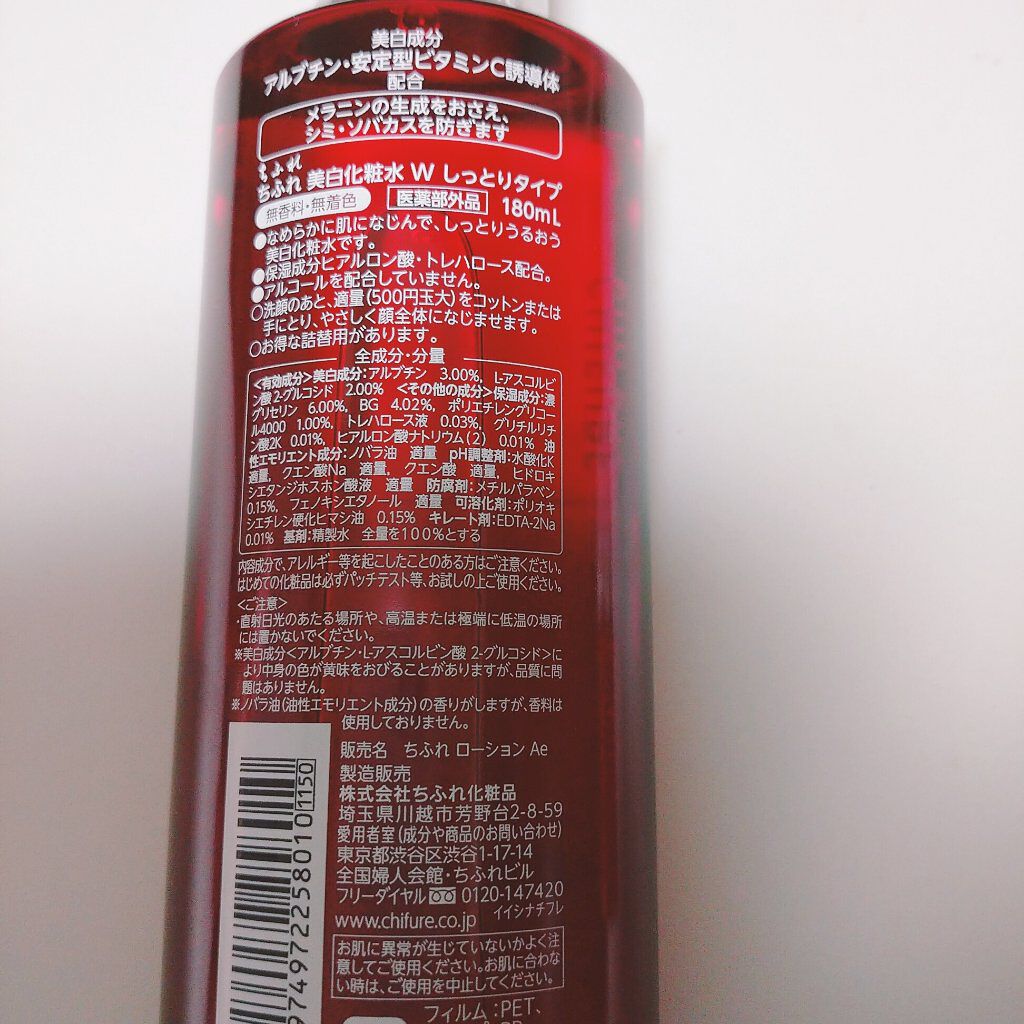 美白成分
アルブチン・安定型ビタミンC誘導体
配合
メラニンの生成をおさえ、
シミ・ソバカスを防ぎます
ちふれ
ちふれ 美白化粧水 W しっとりタイプ
無香料・無着色 医薬部外品 180mL
●なめらかに肌になじんで、しっとりうるおう
美白化粧水です。
●保湿成分ヒアルロン酸・トレハロース配合。
●アルコールを配合していません。
○洗顔のあと、適量(500円玉大)をコットンまたは
手にとり、やさしく顔全体になじませます。
○お得な詰替用があります。
全成分・分量
<有効成分>美白成分:アルブチン 3.00%, L-アスコルビ
ン酸 2-グルコシド 2.00% <その他の成分>保湿成分:濃
グリセリン 6.00%, BG 4.02%, ポリエチレングリコー
ル4000 1.00%, トレハロース液 0.03%, グリチルリチ
ン酸2K 0.01%, ヒアルロン酸ナトリウム(2) 0.01% 油
性エモリエント成分:ノバラ油 適量 pH調整剤:水酸化K
適量, クエン酸Na 適量, クエン酸 適量, ヒドロキ
シエタンジホスホン酸液 適量 防腐剤:メチルパラベン
0.15%, フェノキシエタノール 適量 可溶化剤:ポリオキ
シエチレン硬化ヒマシ油 0.15% キレート剤:EDTA-2Na
0.01% 基剤:精製水 全量を100%とする
内容成分で、アレルギー等を起こしたことのある方はご注意ください。
はじめての化粧品は必ずパッチテスト等、お試しの上ご使用ください。
<ご注意>
・直射日光のあたる場所や、高温または極端に低温の場所
には置かないでください。
※美白成分<アルブチン・L-アスコルビン酸 2-グルコシド>に
より中身の色が黄味をおびることがありますが、品質に問
題はありません。
※ノバラ油(油性エモリエント成分)の香りがしますが、香料は
使用しておりません。
販売名 ちふれ ローション Ae
製造販売
株式会社ちふれ化粧品
埼玉県川越市芳野台2-8-59
愛用者室(成分や商品のお問い合わせ)
東京都渋谷区渋谷1-17-14
全国婦人会館・ちふれビル
フリーダイヤル 0120-147420
イイシナチフレ
www.chifure.co.jp
お肌に異常が生じていないかよく注
意してご使用ください。お肌に合わな
い時は、ご使用を中止してください。
フィルム:PET、
974972258010
1150